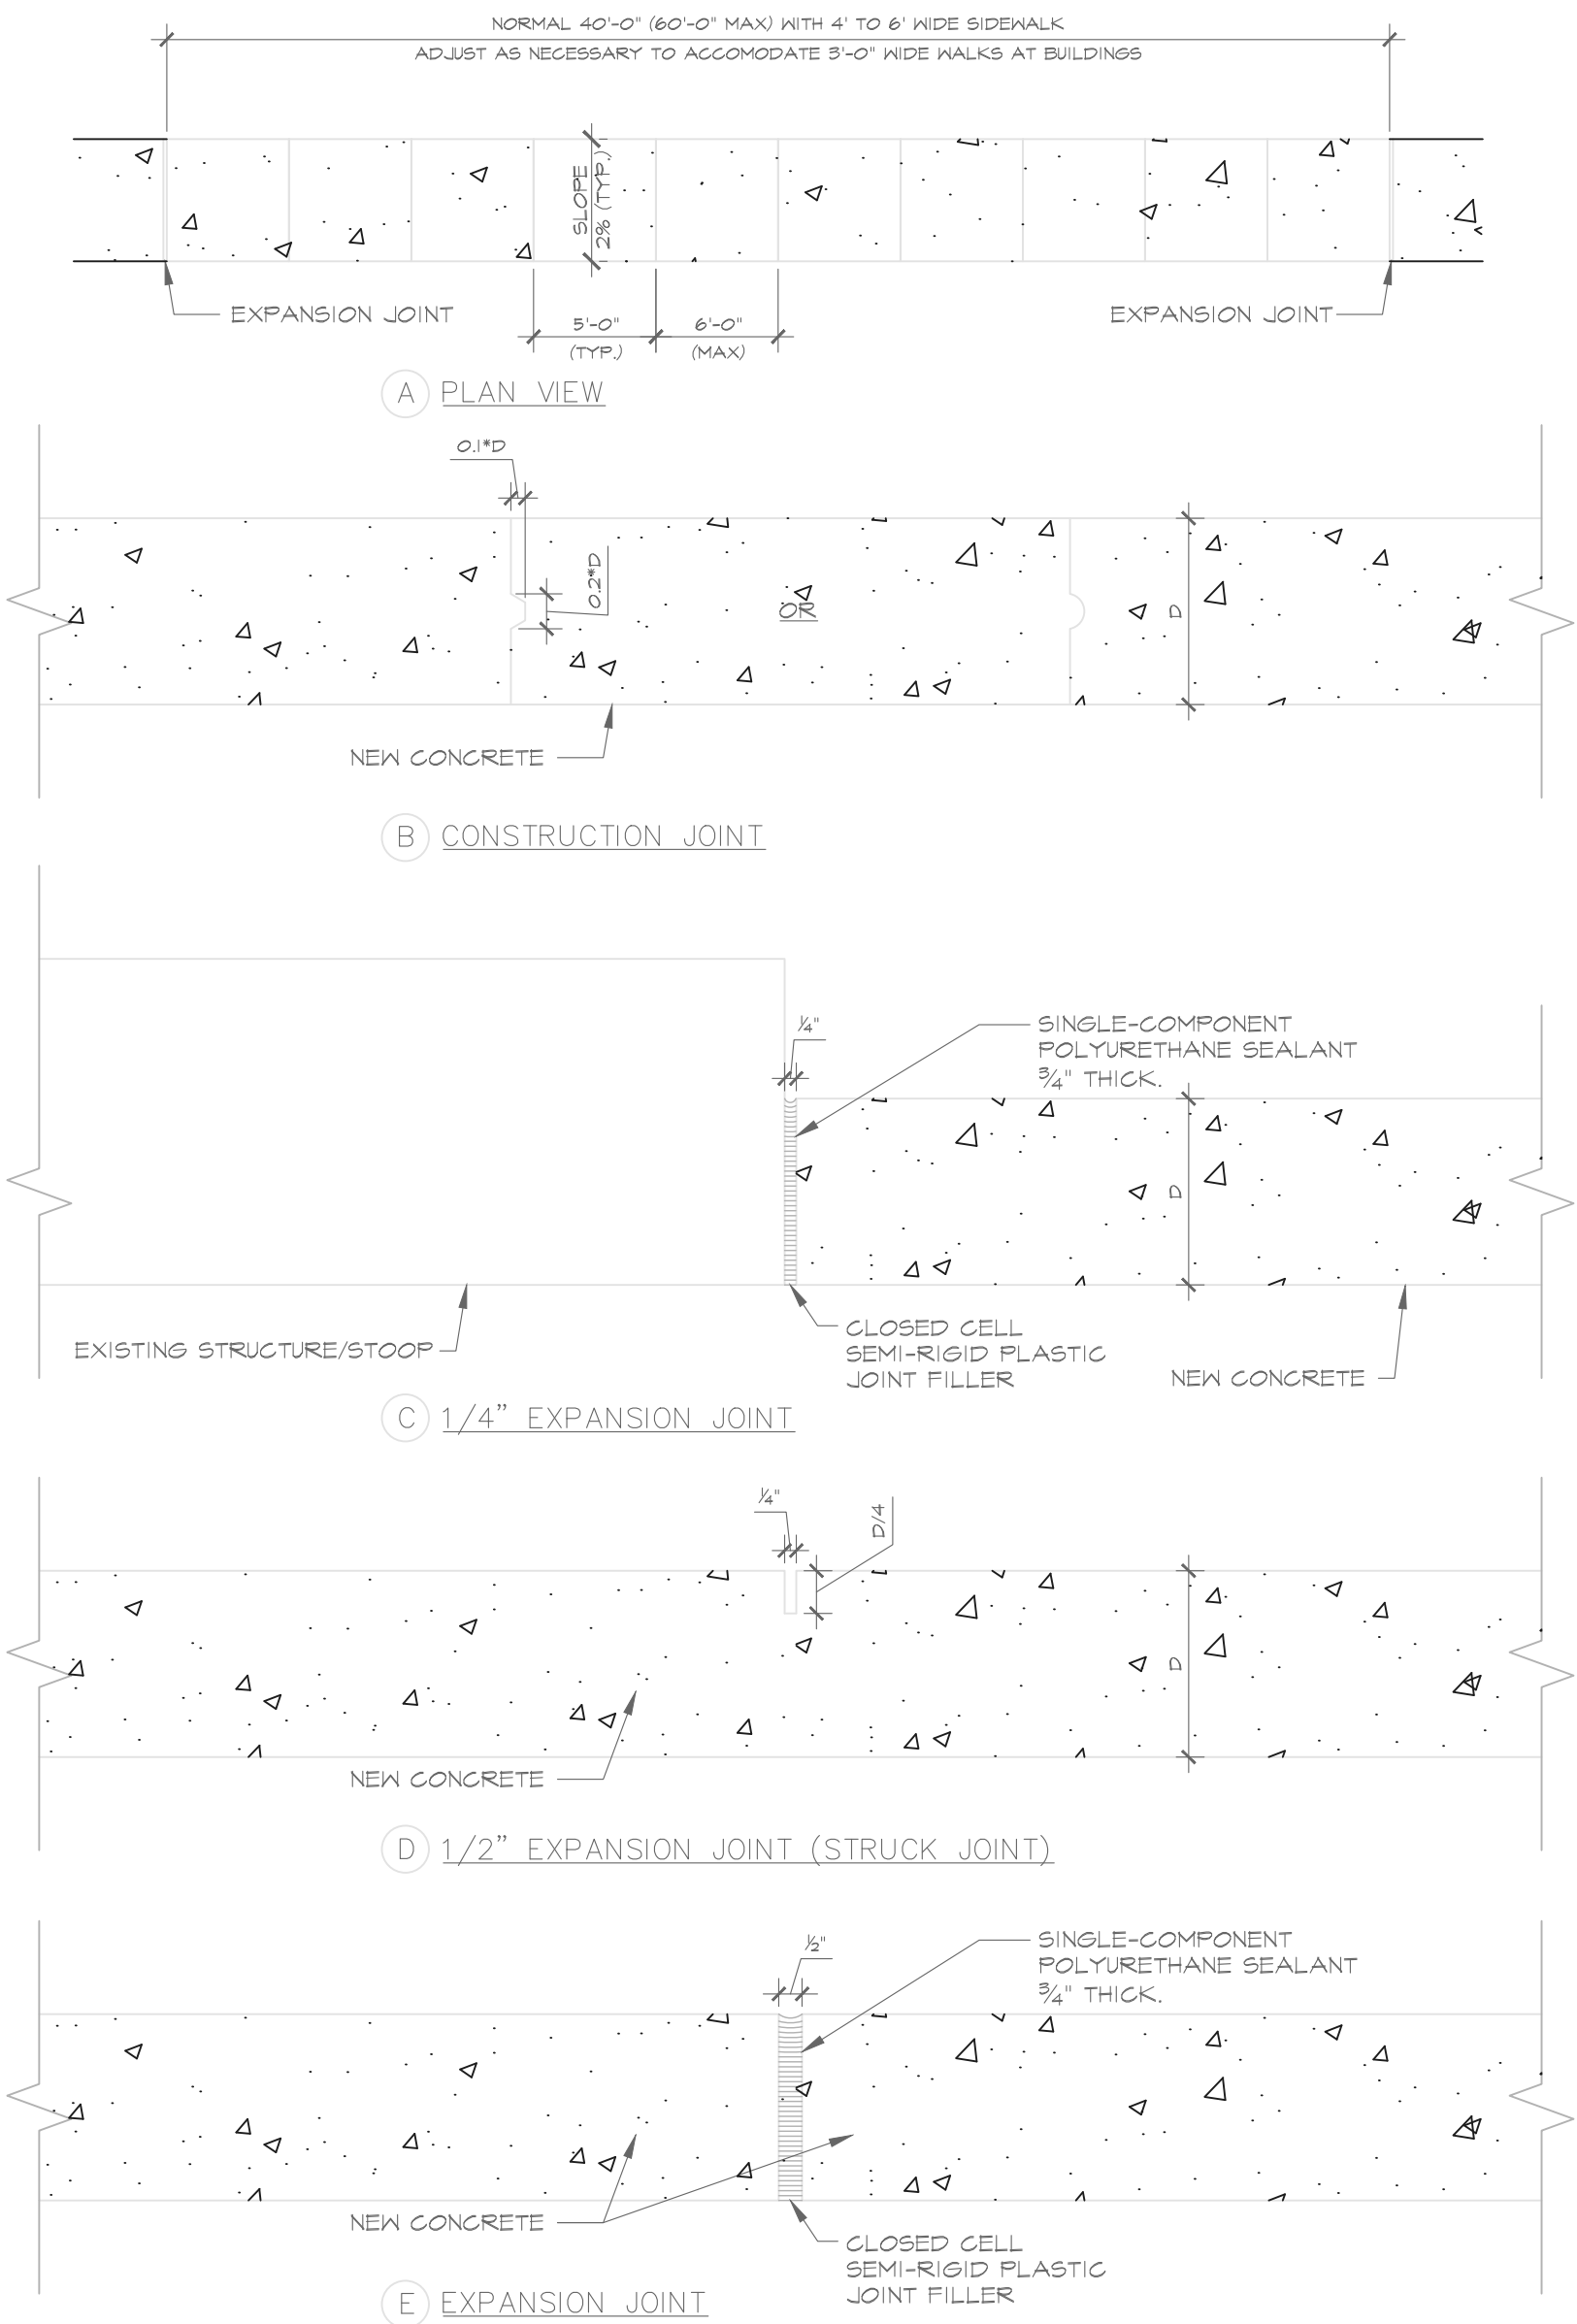 NORMAL 40'-0" (60'-0" MAX) WITH 4' TO 6' WIDE SIDEWALK
ADJUST AS NECESSARY TO ACCOMODATE 3'-0" WIDE WALKS AT BUILDINGS
SLOPE
2% (TYP.)
EXPANSION JOINT
EXPANSION JOINT
5'-0"
(TYP.)
6'-0"
(MAX)
A PLAN VIEW
0.1*D
0.2*D
OR
D
NEW CONCRETE
B CONSTRUCTION JOINT
¼"
SINGLE-COMPONENT
POLYURETHANE SEALANT
¾" THICK.
D
EXISTING STRUCTURE/STOOP
CLOSED CELL
SEMI-RIGID PLASTIC
JOINT FILLER
NEW CONCRETE
C 1/4” EXPANSION JOINT
¼"
D/4
D
NEW CONCRETE
D 1/2” EXPANSION JOINT (STRUCK JOINT)
½"
SINGLE-COMPONENT
POLYURETHANE SEALANT
¾" THICK.
NEW CONCRETE
CLOSED CELL
SEMI-RIGID PLASTIC
JOINT FILLER
E EXPANSION JOINT